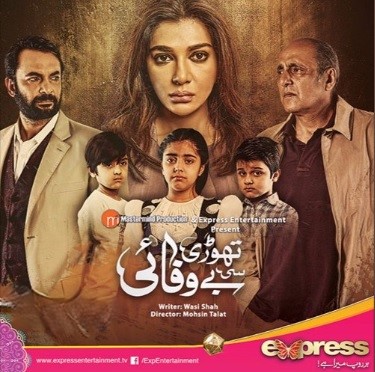 Mastermind Production & Express Entertainment
Present
تھوڑی
سی بے وفائی
Writer: Wasi Shah
Director: Mohsin Talat
www.expressentertainment.tv f /ExpEntertainment
express